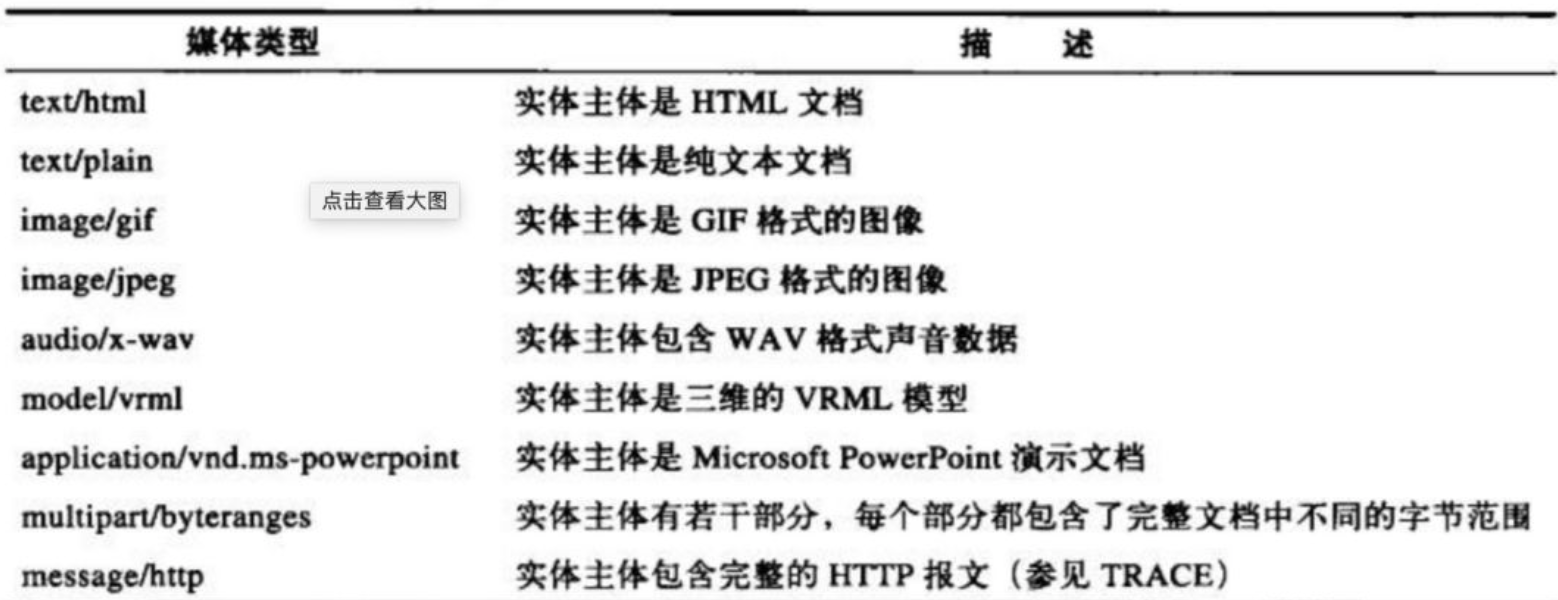 媒体类型 描 述
text/html 实体主体是 HTML 文档
text/plain 实体主体是纯文本文档
点击查看大图
image/gif 实体主体是 GIF 格式的图像
image/jpeg 实体主体是 JPEG 格式的图像
audio/x-wav 实体主体包含 WAV 格式声音数据
model/vrml 实体主体是三维的 VRML 模型
application/vnd.ms-powerpoint 实体主体是 Microsoft PowerPoint 演示文档
multipart/byteranges 实体主体有若干部分，每个部分都包含了完整文档中不同的字节范围
message/http 实体主体包含完整的 HTTP 报文（参见 TRACE）